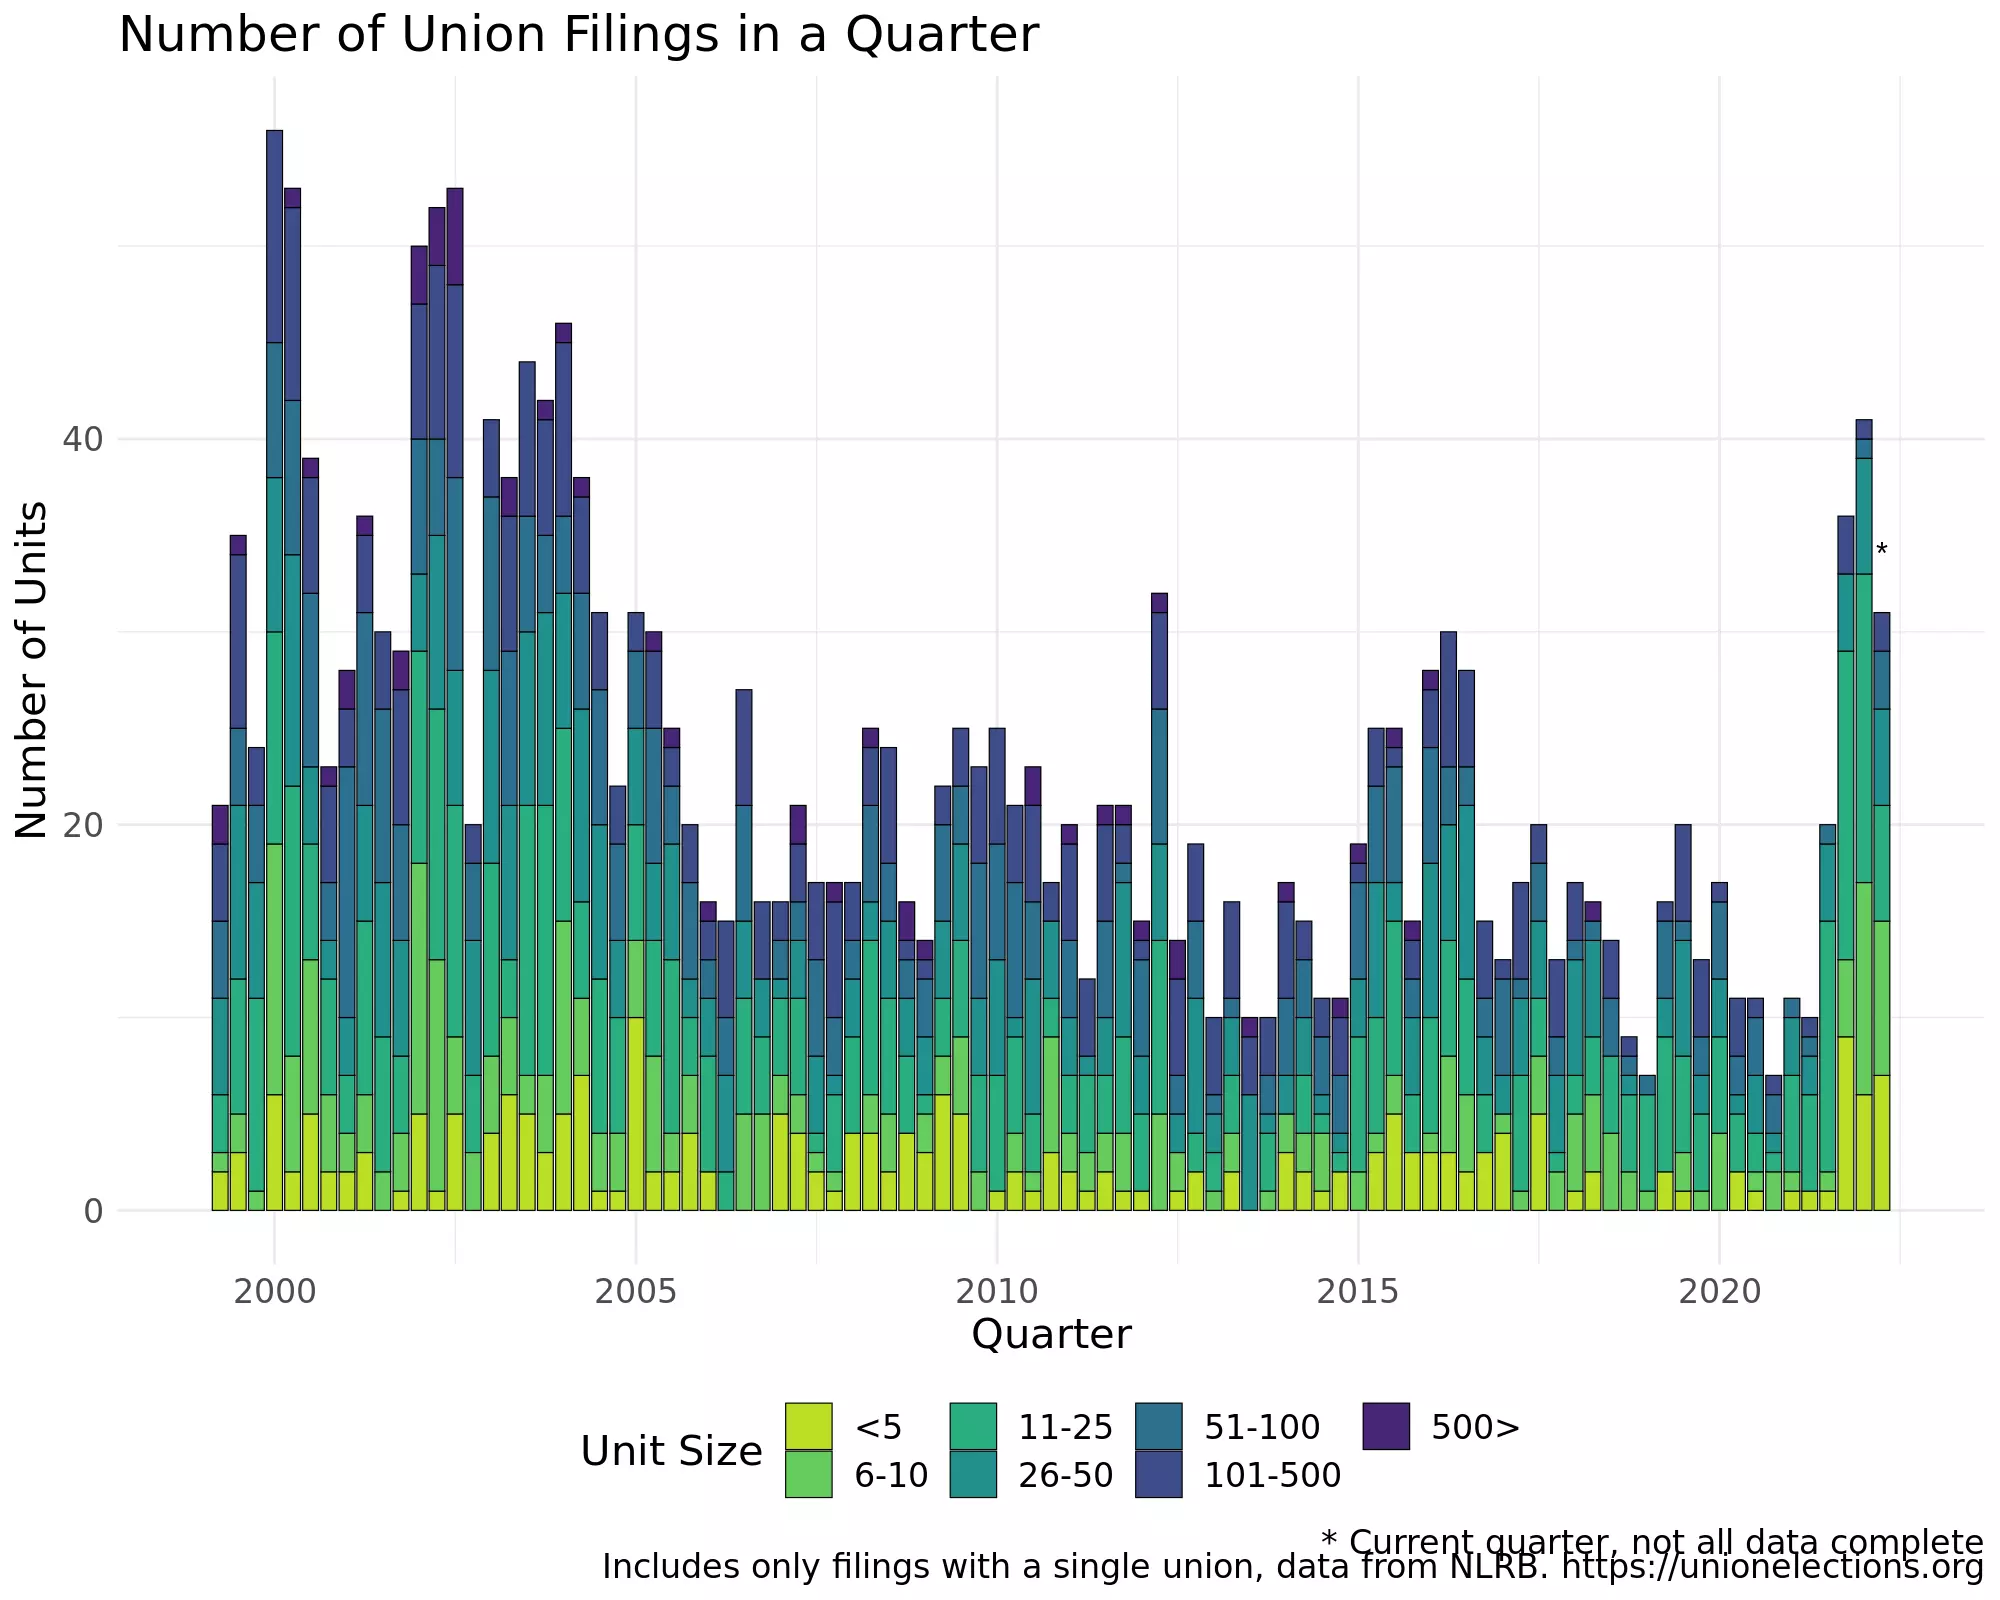 Number of Union Filings in a Quarter
Number of Units
40
20
0
*
2000 2005 2010 2015 2020
Quarter
Unit Size
<5 11-25 51-100 500>
6-10 26-50 101-500
* Current quarter, not all data complete
Includes only filings with a single union, data from NLRB. https://unionelections.org